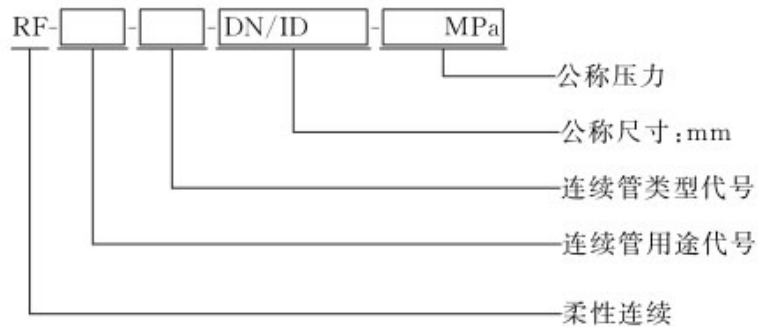 RF-□-□-DN/ID-MPa
公称压力
公称尺寸:mm
连续管类型代号
连续管用途代号
柔性连续